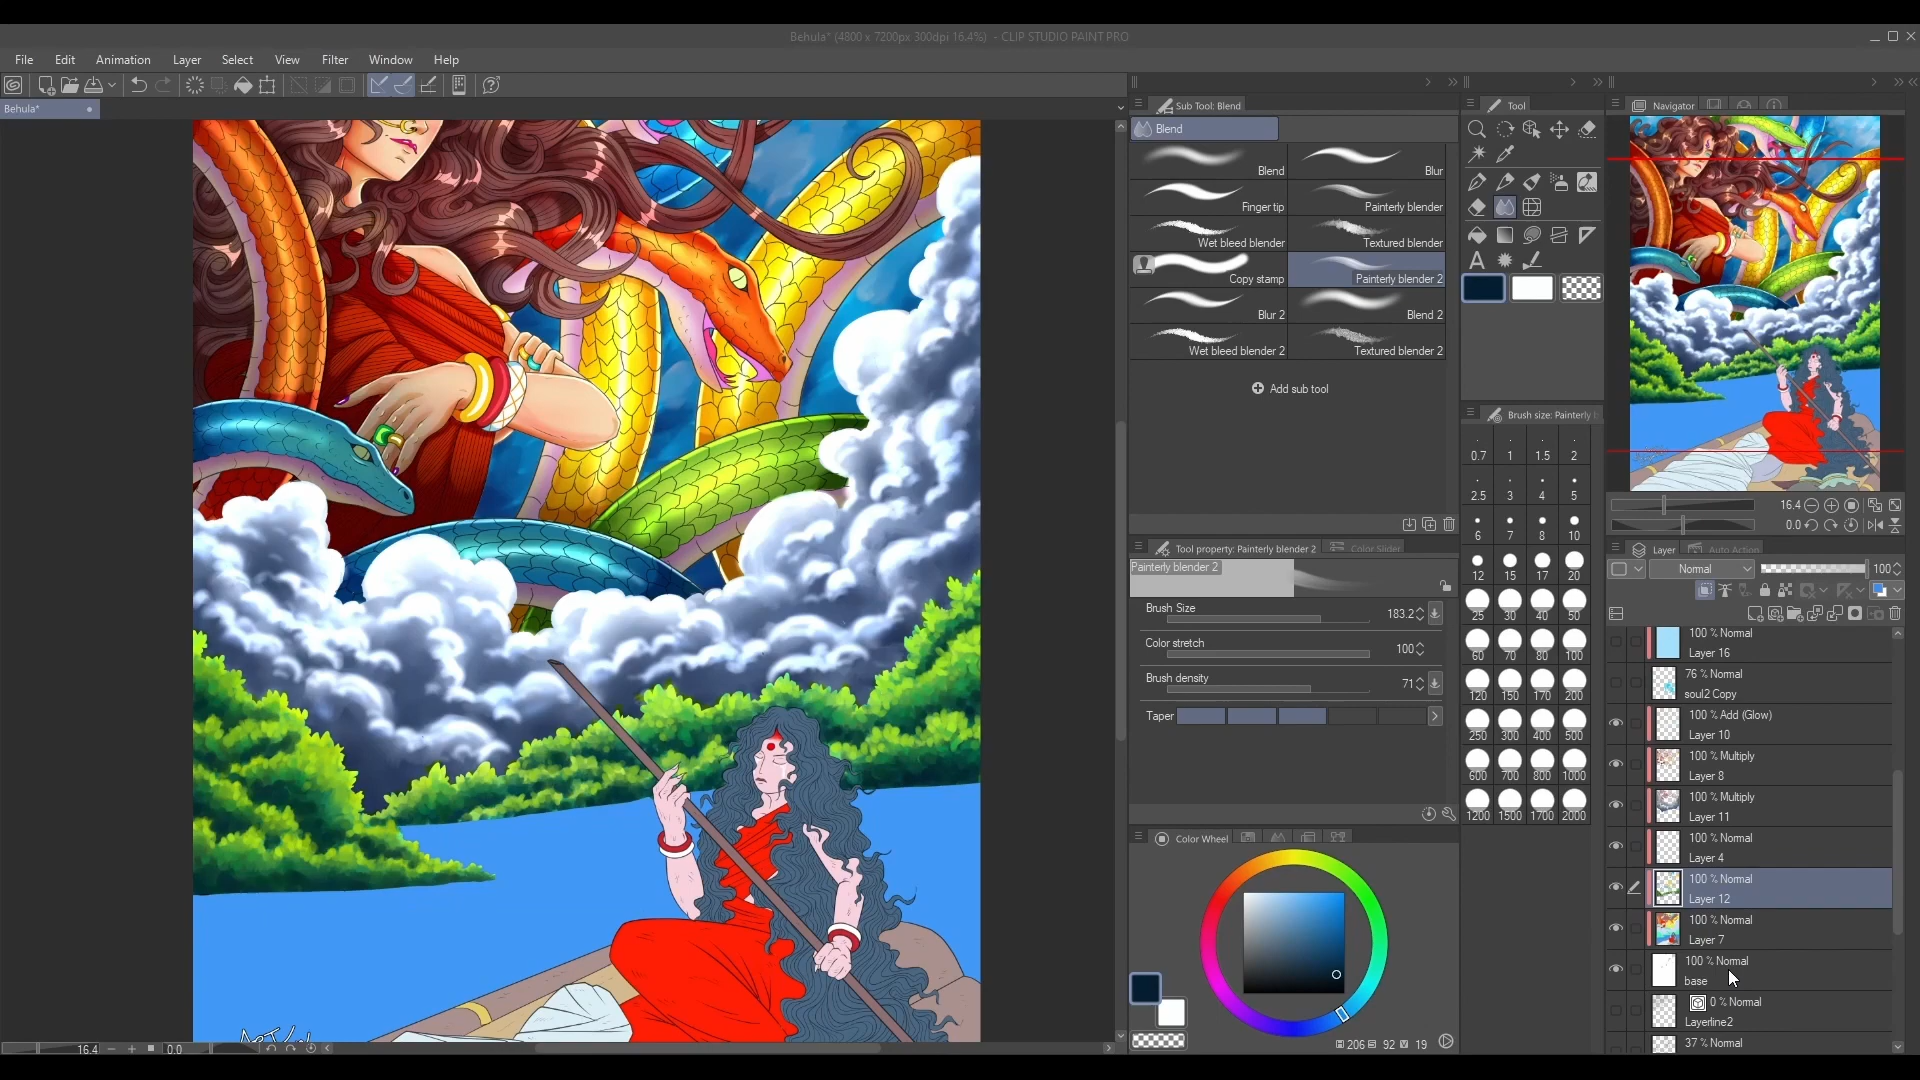 Behula* (4800 x 7200px 300dpi 16.4%) - CLIP STUDIO PAINT PRO
File Edit Animation Layer Select View Filter Window Help
Behula*
Sub Tool: Blend
Blend
Blend Blur
Finger tip Painterly blender
Wet bleed blender Textured blender
Copy stamp Painterly blender 2
Blur 2 Blend 2
Wet bleed blender 2 Textured blender 2
Add sub tool
Tool property: Painterly blender 2 Color Slider
Painterly blender 2
Brush Size 183.2
Color stretch 100
Brush density 71
Taper
Color Wheel
206 92 19
Tool
A
Brush size: Painterly
0.7 1 1.5 2
2.5 3 4 5
6 7 8 10
12 15 17 20
25 30 40 50
60 70 80 100
120 150 170 200
250 300 400 500
600 700 800 1000
1200 1500 1700 2000
Navigator
16.4
0.0
Layer Auto Action
Normal 100
100 % Normal
Layer 16
76 % Normal
soul2 Copy
100 % Add (Glow)
Layer 10
100 % Multiply
Layer 8
100 % Multiply
Layer 11
100 % Normal
Layer 4
100 % Normal
Layer 12
100 % Normal
Layer 7
100 % Normal
base
0 % Normal
Layerline2
37 % Normal
16.4 0.0